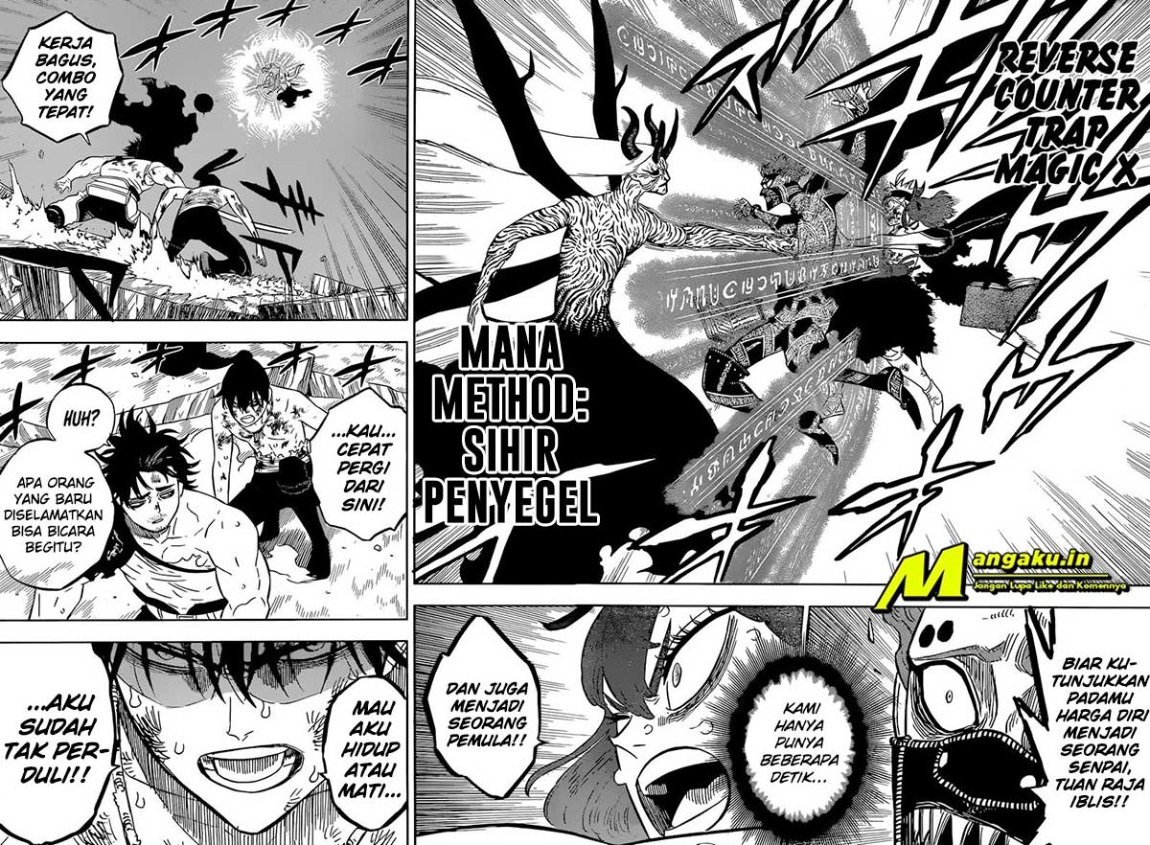 REVERSE
COUNTER
TRAP
MAGIC X
MANA
METHOD:
SIHIR
PENYEGEL
Mangaku.in
Jangan Lupa Like dan Komennya
BIAR KU-
TUNJUKKAN
PADAMU
HARGA DIRI
MENJADI
SEORANG
SENPAI,
TUAN RAJA
IBLIS!!
KAMI
HANYA
PUNYA
BEBERAPA
DETIK...
DAN JUGA
MENJADI
SEORANG
PEMULA!!
KERJA
BAGUS,
COMBO
YANG
TEPAT!
...KAU...
CEPAT
PERGI
DARI
SINI!
HUH?
APA ORANG
YANG BARU
DISELAMATKAN
BISA BICARA
BEGITU?
MAU
AKU
HIDUP
ATAU
MATI...
...AKU
SUDAH
TAK PER-
DULI!!